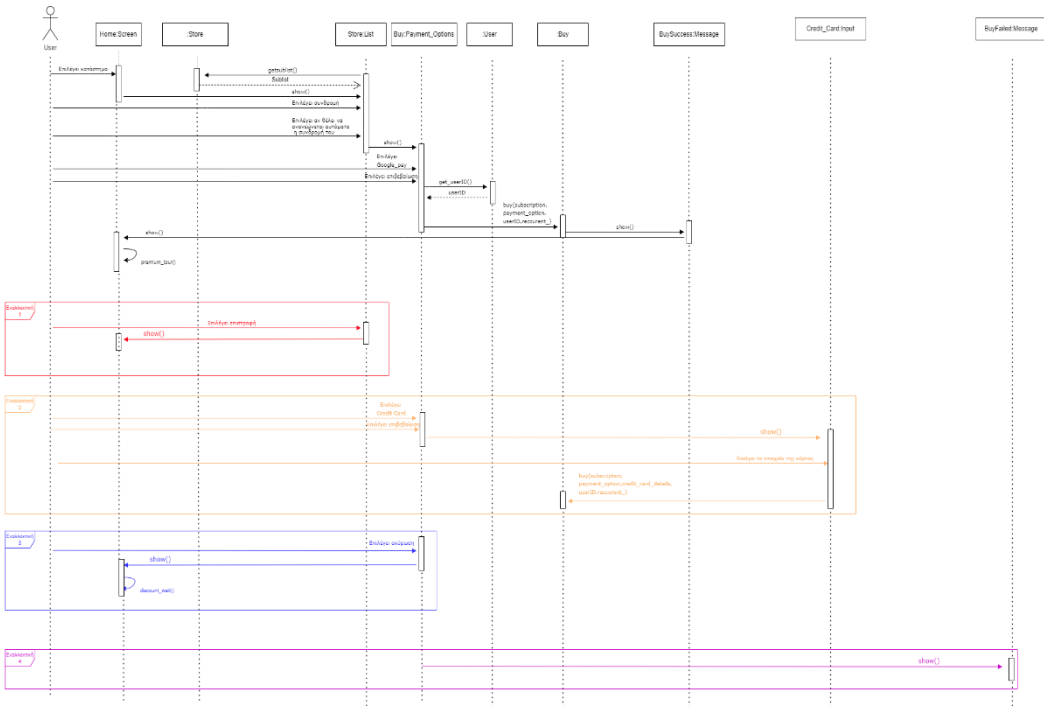 User
Home:Screen
:Store
Store:List
Buy:Payment_Options
:User
:Buy
BuySuccess:Message
Credit_Card:Input
BuyFailed:Message
Επιλέγει κατάστημα
getsublist()
Sublist
show()
Επιλέγει συνδρομή
Επιλέγει αν θέλει να
ανανεώνεται αυτόματα
η συνδρομή του
show()
Επιλέγει
Google_pay
Επιλέγει επιβεβαίωση
get_userID()
userID
buy(subscription,
payment_option,
userID,reccurent_)
show()
show()
premium_tour()
Εναλλακτική
1
Επιλέγει επιστροφή
show()
Εναλλακτική
2
Επιλέγει
Credit Card
Επιλέγει επιβεβαίωση
show()
Εισάγει τα στοιχεία της κάρτας
buy(subscription,
payment_option,credit_card_details,
userID,reccurent_)
Εναλλακτική
3
Επιλέγει ακύρωση
show()
discount_wait()
Εναλλακτική
4
show()